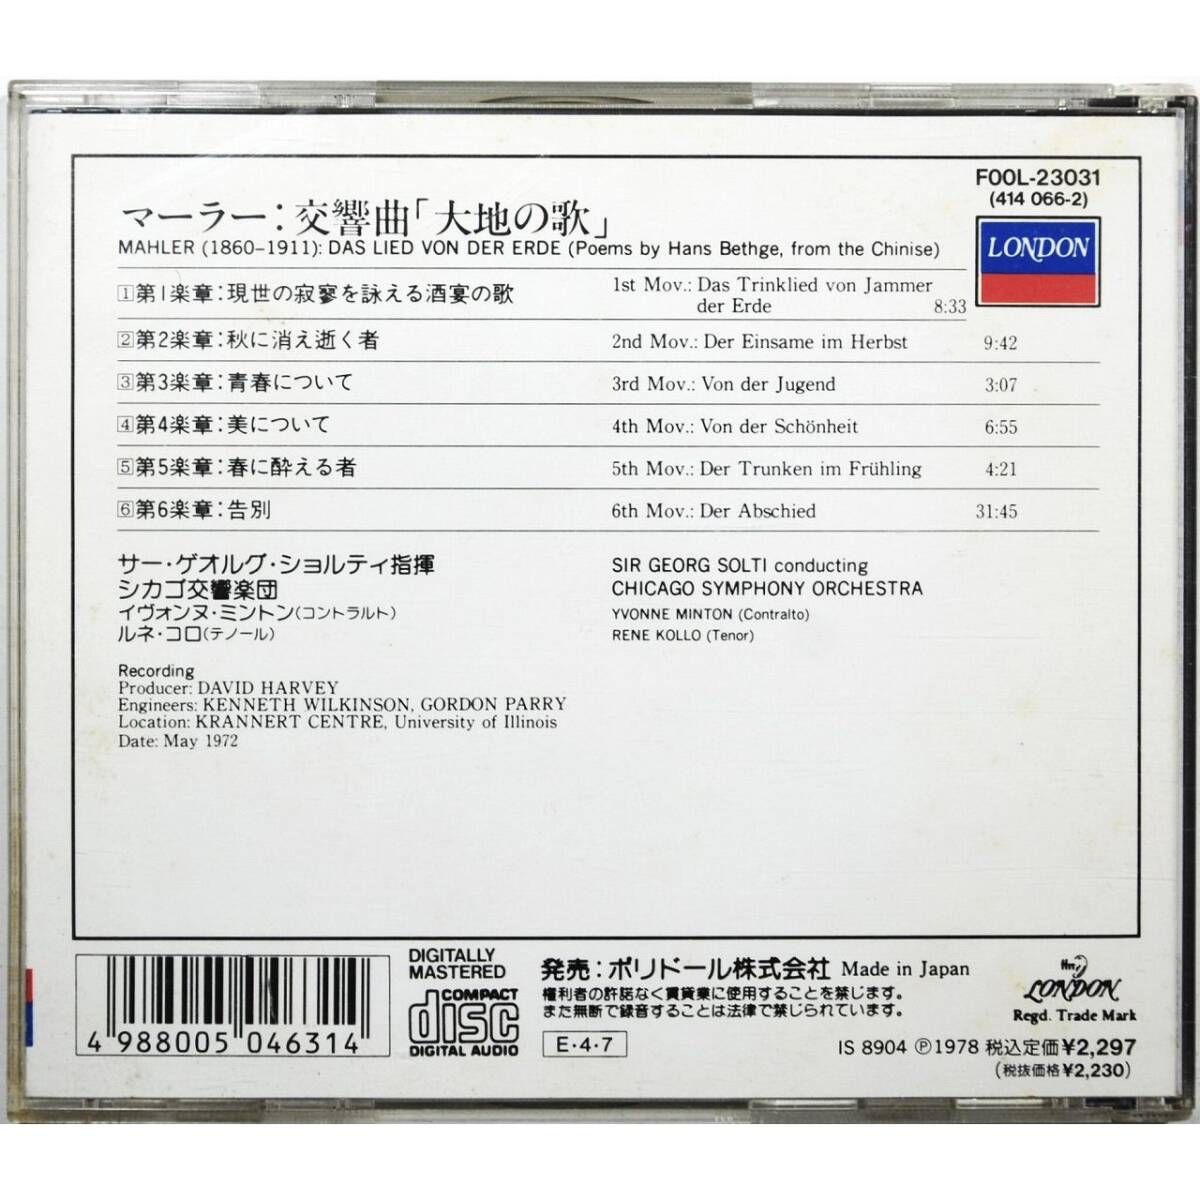 FOOL-23031
(414 066-2)
LONDON
マーラー：交響曲「大地の歌」
MAHLER (1860-1911): DAS LIED VON DER ERDE (Poems by Hans Bethge, from the Chinise)
1 第1楽章：現世の寂寥を詠える酒宴の歌 1st Mov.: Das Trinklied von Jammer
der Erde 8:33
2 第2楽章：秋に消え逝く者 2nd Mov.: Der Einsame im Herbst 9:42
3 第3楽章：青春について 3rd Mov.: Von der Jugend 3:07
4 第4楽章：美について 4th Mov.: Von der Schönheit 6:55
5 第5楽章：春に酔える者 5th Mov.: Der Trunken im Frühling 4:21
6 第6楽章：告別 6th Mov.: Der Abschied 31:45
サー・ゲオルグ・ショルティ指揮
シカゴ交響楽団
イヴォンヌ・ミントン(コントラルト)
ルネ・コロ(テノール)
SIR GEORG SOLTI conducting
CHICAGO SYMPHONY ORCHESTRA
YVONNE MINTON (Contralto)
RENE KOLLO (Tenor)
Recording
Producer: DAVID HARVEY
Engineers: KENNETH WILKINSON, GORDON PARRY
Location: KRANNERT CENTRE, University of Illinois
Date: May 1972
4 988005 046314
DIGITALLY
MASTERED
COMPACT
disc
DIGITAL AUDIO
発売：ポリドール株式会社 Made in Japan
権利者の許諾なく賃貸業に使用することを禁じます。
また無断で録音することは法律で禁じられています。
E・4・7
LONDON
Regd. Trade Mark
IS 8904 Ⓟ1978 税込定価¥2,297
(税抜価格¥2,230)